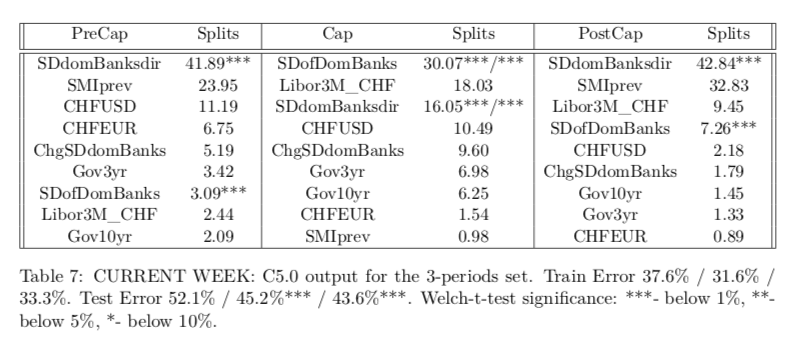 PreCap Splits Cap Splits PostCap Splits
SDdomBanksdir 41.89*** SDofDomBanks 30.07***/*** SDdomBanksdir 42.84***
SMIprev 23.95 Libor3M_CHF 18.03 SMIprev 32.83
CHFUSD 11.19 SDdomBanksdir 16.05***/*** Libor3M_CHF 9.45
CHFEUR 6.75 CHFUSD 10.49 SDofDomBanks 7.26***
ChgSDdomBanks 5.19 ChgSDdomBanks 9.60 CHFUSD 2.18
Gov3yr 3.42 Gov3yr 6.98 ChgSDdomBanks 1.79
SDofDomBanks 3.09*** Gov10yr 6.25 Gov10yr 1.45
Libor3M_CHF 2.44 CHFEUR 1.54 Gov3yr 1.33
Gov10yr 2.09 SMIprev 0.98 CHFEUR 0.89
Table 7: CURRENT WEEK: C5.0 output for the 3-periods set. Train Error 37.6% / 31.6% /
33.3%. Test Error 52.1% / 45.2%*** / 43.6%***. Welch-t-test significance: ***- below 1%, **-
below 5%, *- below 10%.